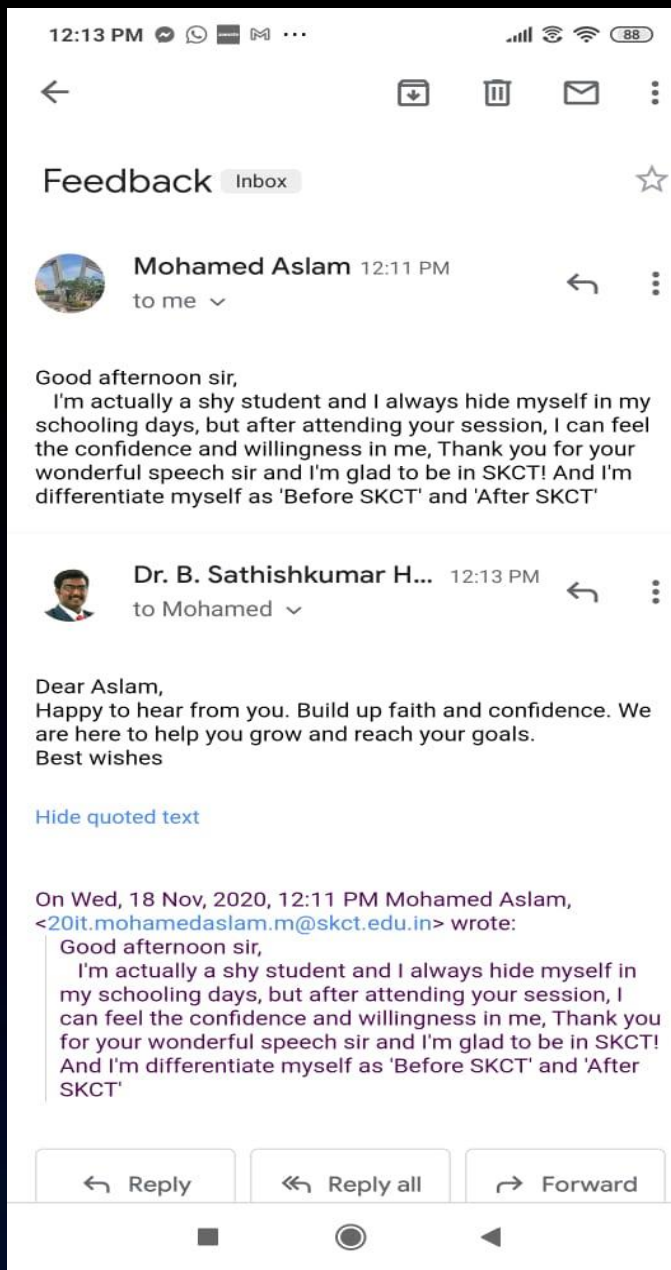 12:13 PM
88
Feedback Inbox
Mohamed Aslam 12:11 PM
to me
Good afternoon sir,
I'm actually a shy student and I always hide myself in my
schooling days, but after attending your session, I can feel
the confidence and willingness in me, Thank you for your
wonderful speech sir and I'm glad to be in SKCT! And I'm
differentiate myself as 'Before SKCT' and 'After SKCT'
Dr. B. Sathishkumar H... 12:13 PM
to Mohamed
Dear Aslam,
Happy to hear from you. Build up faith and confidence. We
are here to help you grow and reach your goals.
Best wishes
Hide quoted text
On Wed, 18 Nov, 2020, 12:11 PM Mohamed Aslam,
<20it.mohamedaslam.m@skct.edu.in> wrote:
Good afternoon sir,
I'm actually a shy student and I always hide myself in
my schooling days, but after attending your session, I
can feel the confidence and willingness in me, Thank you
for your wonderful speech sir and I'm glad to be in SKCT!
And I'm differentiate myself as 'Before SKCT' and 'After
SKCT'
Reply Reply all Forward